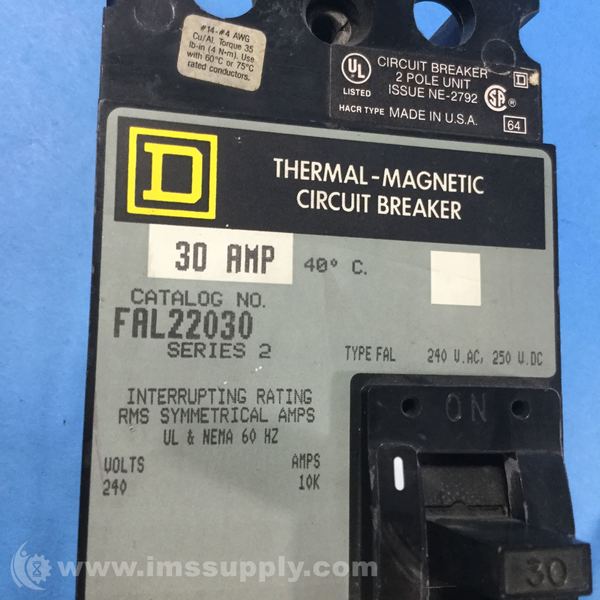 #14-#4 AWG
Cu/Al. Torque 35
lb-in (4 N•m). Use
with 60°C or 75°C
rated conductors.
UL
LISTED
HACR TYPE
CIRCUIT BREAKER
2 POLE UNIT
ISSUE NE-2792
MADE IN U.S.A.
SA
64
D
THERMAL-MAGNETIC
CIRCUIT BREAKER
30 AMP
40° C.
CATALOG NO.
FAL22030
SERIES 2
TYPE FAL
240 V.AC, 250 V.DC
INTERRUPTING RATING
RMS SYMMETRICAL AMPS
UL & NEMA 60 HZ
VOLTS AMPS
240 10K
ON
30
www.imssupply.com